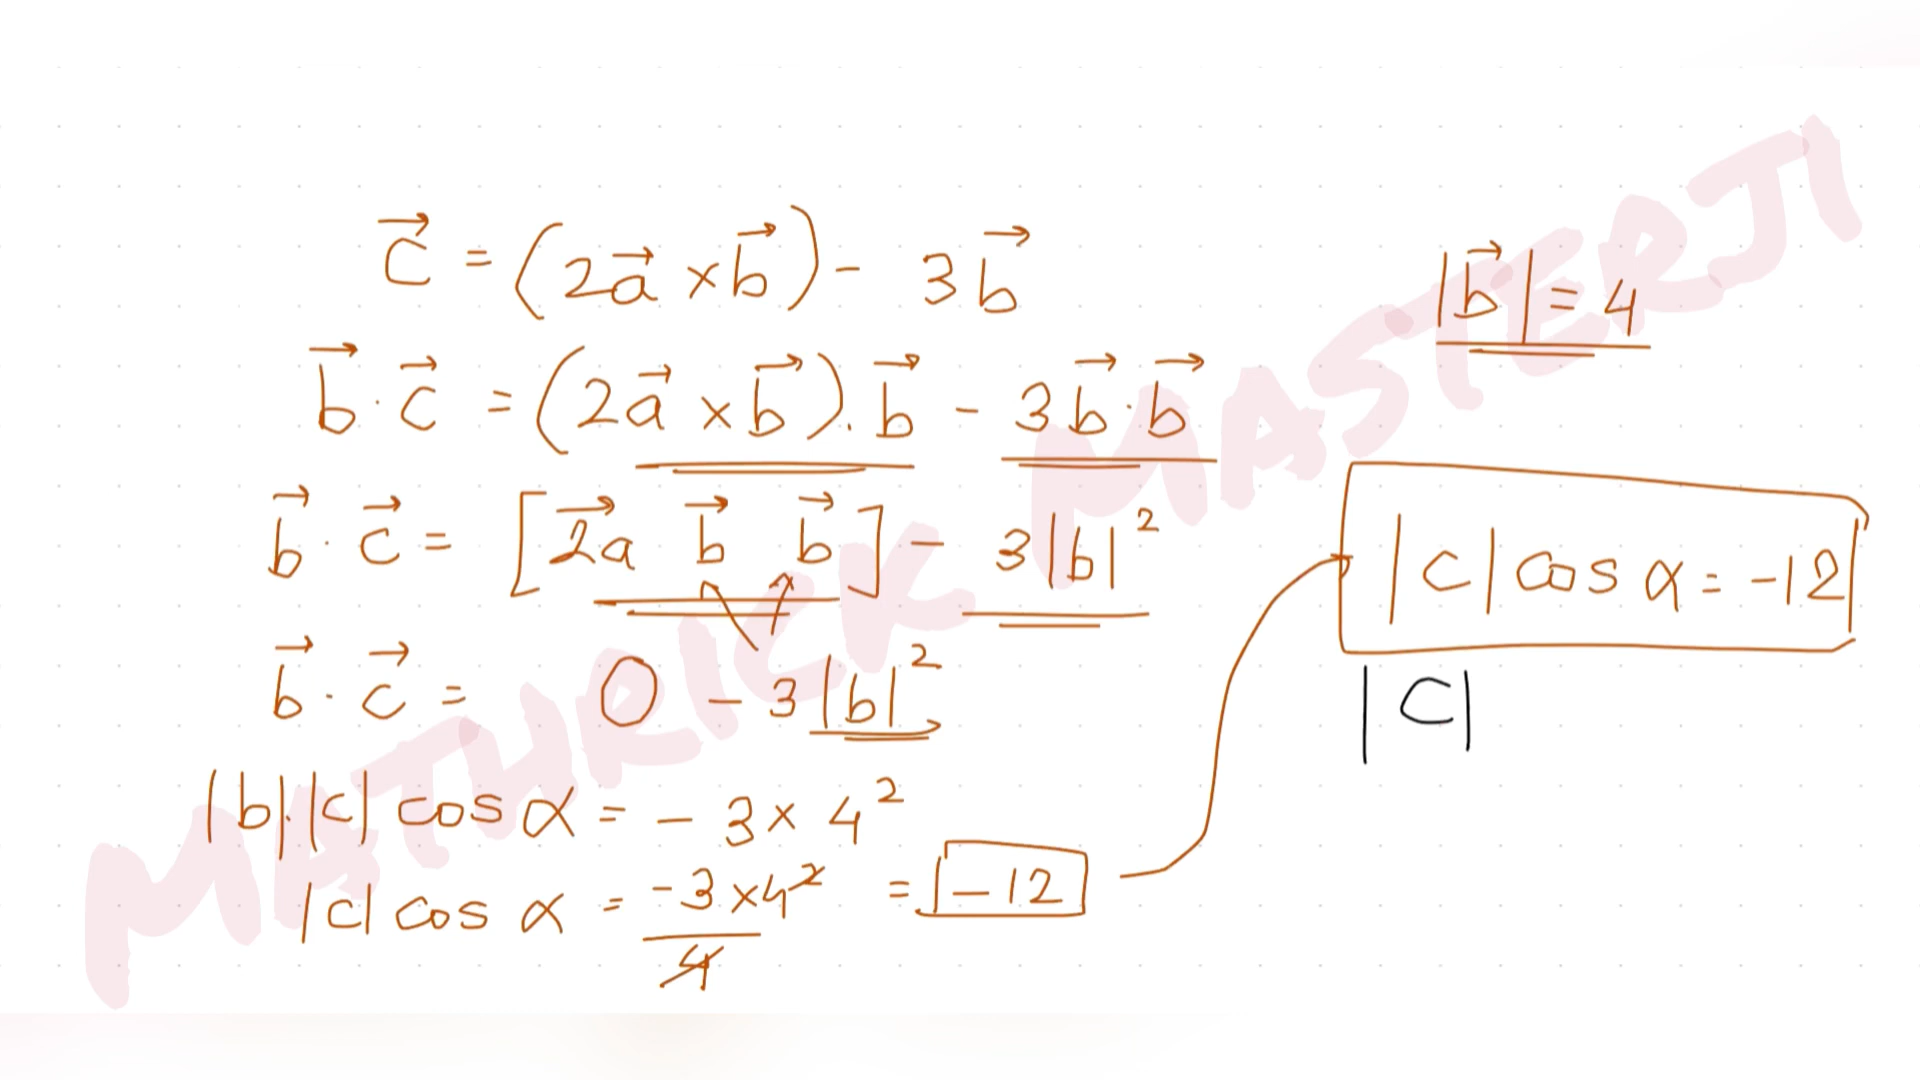 c⃗ = (2a⃗ × b⃗) - 3b⃗
|b⃗| = 4
b⃗ · c⃗ = (2a⃗ × b⃗) . b⃗ - 3b⃗ · b⃗
b⃗ · c⃗ = [2a⃗ b⃗ b⃗] - 3|b|²
|c| cos α = -12
b⃗ · c⃗ = 0 - 3|b|²
|c|
|b|.|c| cos α = - 3 × 4²
|c| cos α = -3 × 4² / 4 = -12
MATHRICK MASTERJI